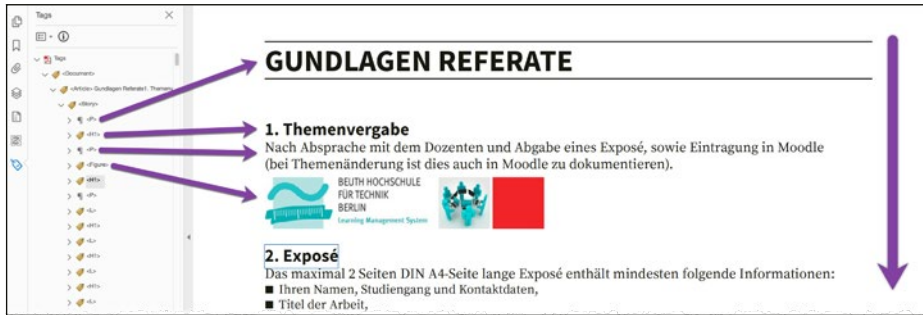 Tags
Tags
<Document>
<Article> Gundlagen Referate1. Themenv
<Story>
<P>
<H1>
<P>
<Figure>
<H1>
<P>
<L>
<H1>
<L>
<H1>
<L>
<H1>
<L>
GUNDLAGEN REFERATE
1. Themenvergabe
Nach Absprache mit dem Dozenten und Abgabe eines Exposé, sowie Eintragung in Moodle
(bei Themenänderung ist dies auch in Moodle zu dokumentieren).
BEUTH HOCHSCHULE
FÜR TECHNIK
BERLIN
Learning Management System
2. Exposé
Das maximal 2 Seiten DIN A4-Seite lange Exposé enthält mindesten folgende Informationen:
■ Ihren Namen, Studiengang und Kontaktdaten,
■ Titel der Arbeit,